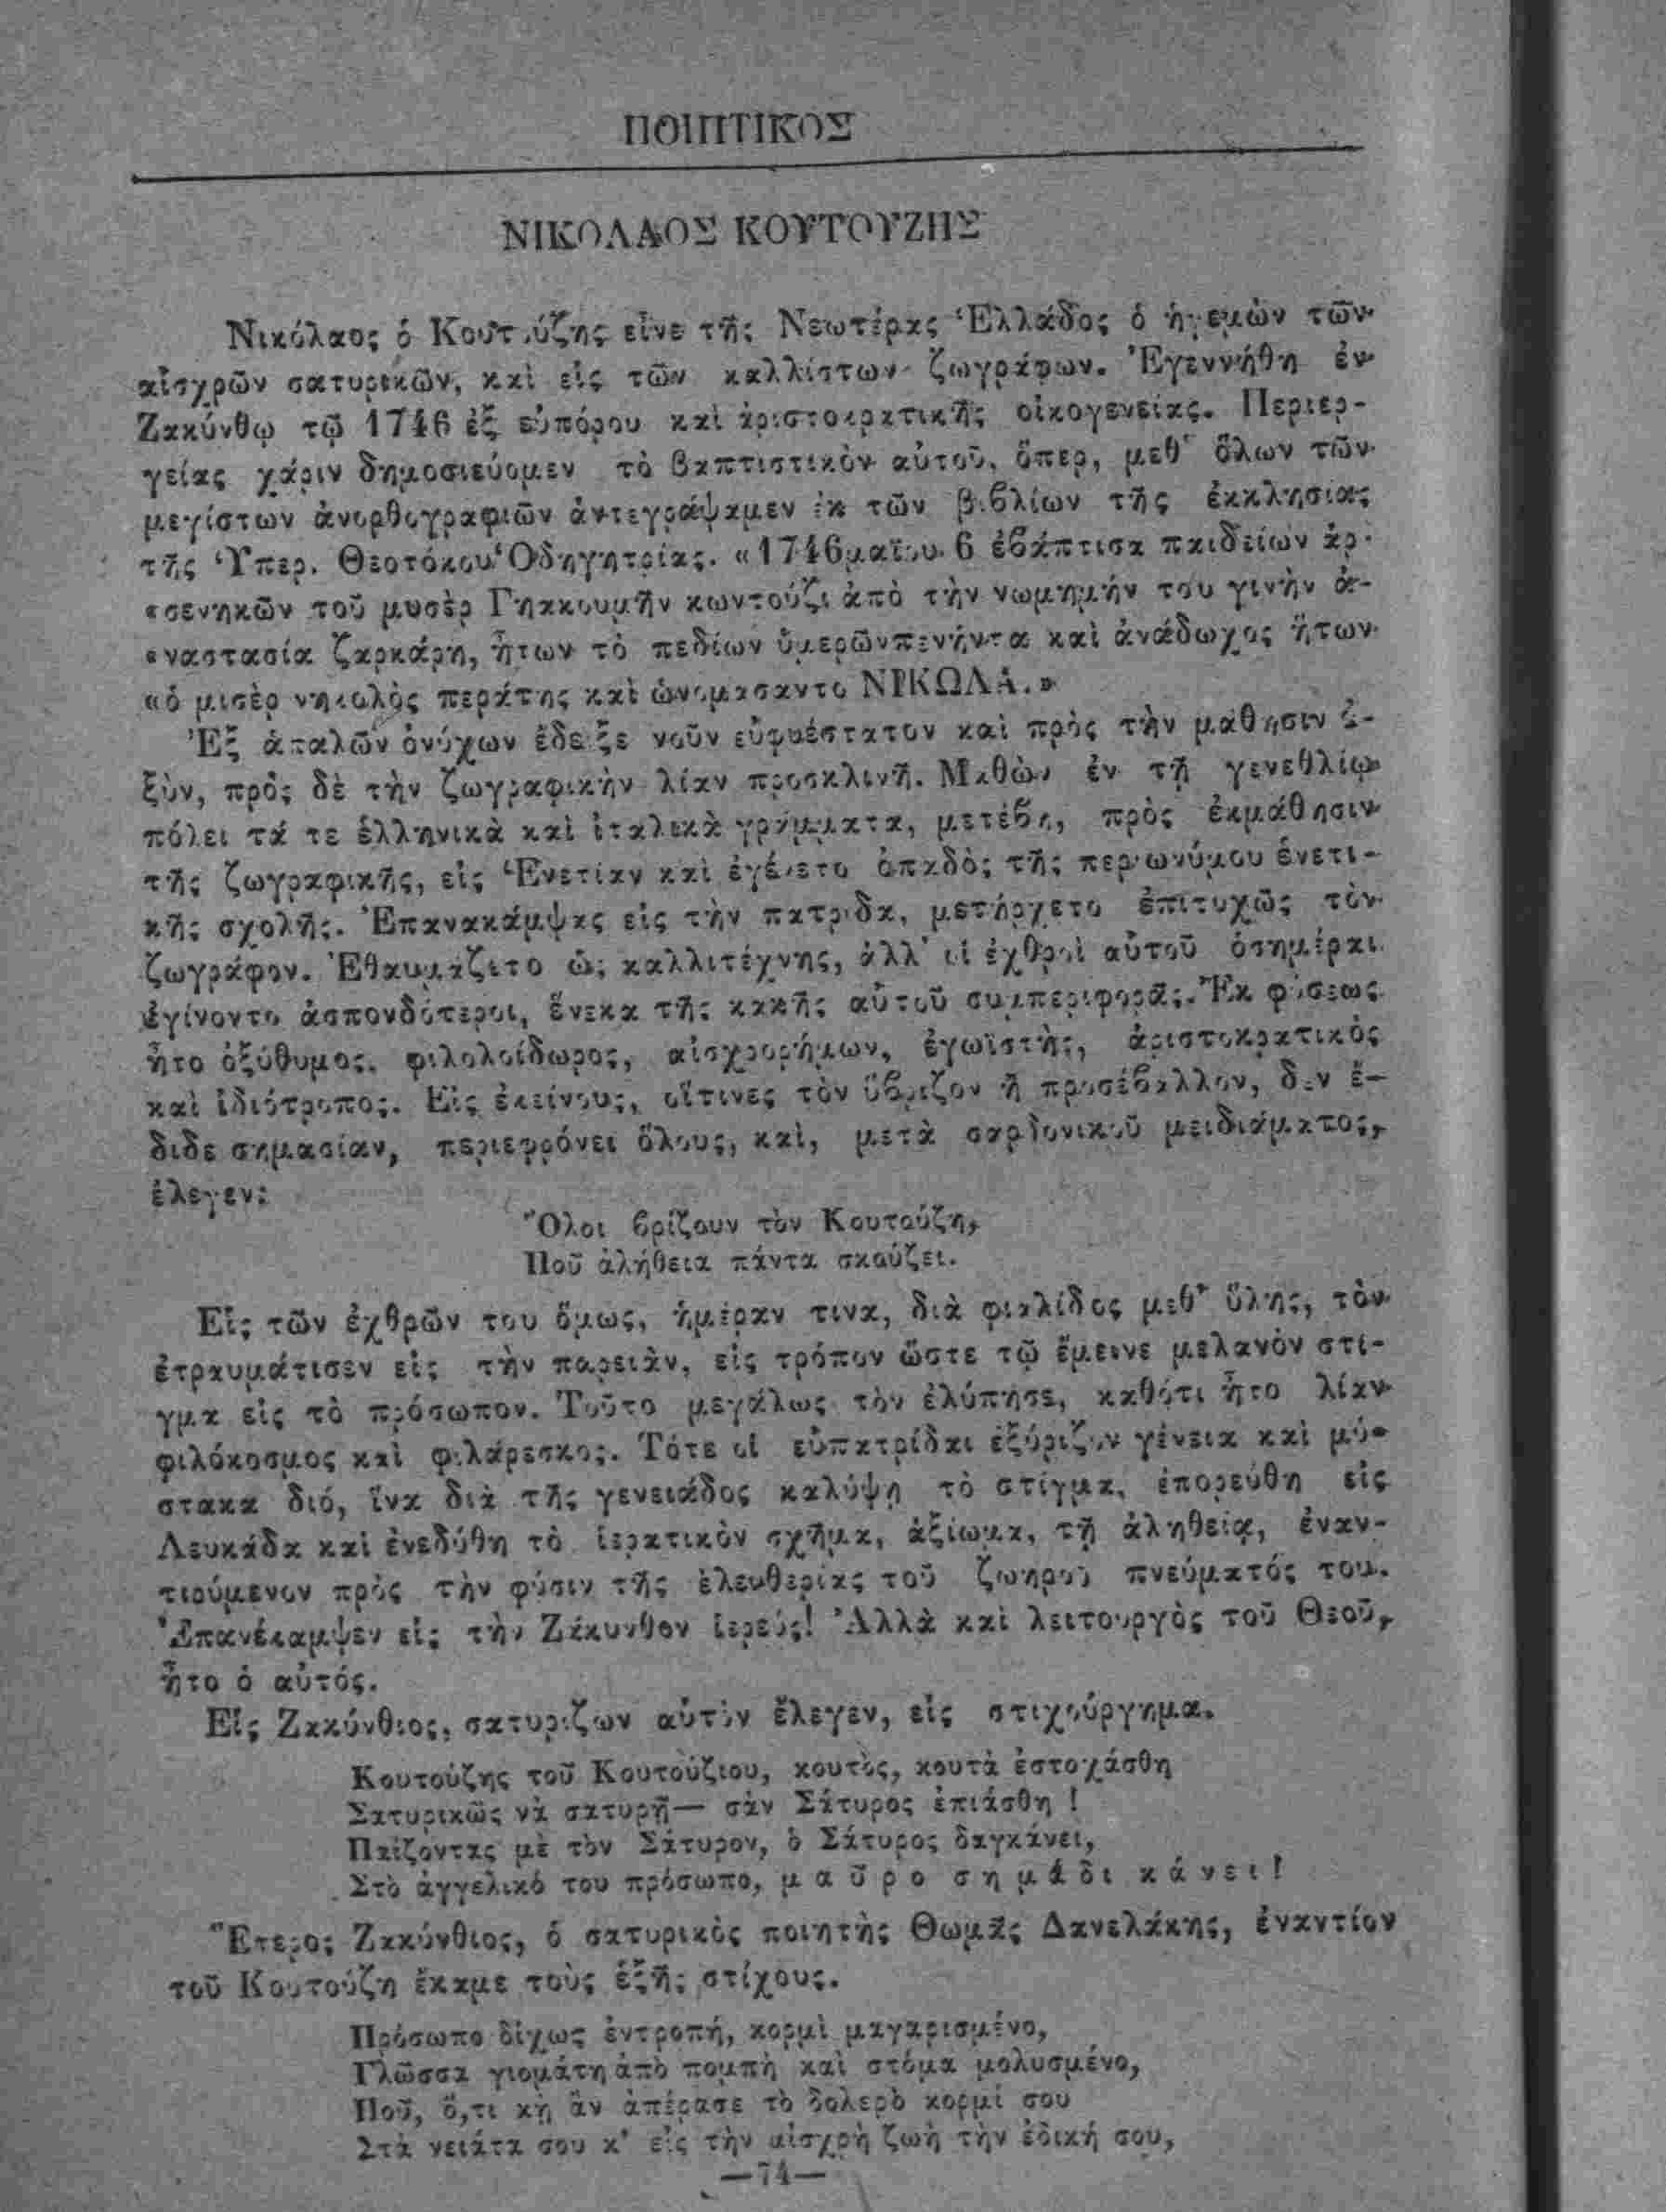 ΠΟΙΗΤΙΚΟΣ
ΝΙΚΟΛΑΟΣ ΚΟΥΤΟΥΖΗΣ
Νικόλαος ὁ Κουτούζης εἶνε τῆς Νεωτέρας Ἑλλάδος ὁ ἡγεμὼν τῶν
αἰσχρῶν σατυρικῶν, καὶ εἷς τῶν καλλίστων ζωγράφων. Ἐγεννήθη ἐν
Ζακύνθῳ τῷ 1746 ἐξ εὐπόρου καὶ ἀριστοκρατικῆς οἰκογενείας. Περιερ-
γείας χάριν δημοσιεύομεν τὸ βαπτιστικὸν αὐτοῦ, ὅπερ, μεθ' ὅλων τῶν
μεγίστων ἀνορθογραφιῶν ἀντεγράψαμεν ἐκ τῶν βιβλίων τῆς ἐκκλησίας
τῆς Ὑπερ. Θεοτόκου Ὁδηγητρίας. «1746 μαΐου 6 ἐβάπτισα παιδείων ἀρ-
«σενηκῶν τοῦ μυσὲρ Γηακουμῆν κωντούζι ἀπὸ τὴν νωμημήν του γινὴν ἀ-
«ναστασία ζαρκάρη, ἦτων τὸ πεδίων ὑμερῶν πενήντα καὶ ἀνάδωχος ἤτων
«ὁ μισὲρ νηκολὸς περάτης καὶ ὠνομασαντο ΝΙΚΩΛΑ.»
Ἐξ ἁπαλῶν ὀνύχων ἔδειξε νοῦν εὐφυέστατον καὶ πρὸς τὴν μάθησιν ὀ-
ξὺν, πρὸς δὲ τὴν ζωγραφικὴν λίαν προσκλινῆ. Μαθὼν ἐν τῇ γενεθλίῳ
πόλει τά τε ἑλληνικὰ καὶ ἰταλικὰ γράμματα, μετέβη, πρὸς ἐκμάθησιν
τῆς ζωγραφικῆς, εἰς Ἑνετίαν καὶ ἐγένετο ὀπαδὸς τῆς περιωνύμου ἑνετι-
κῆς σχολῆς. Ἐπανακάμψας εἰς τὴν πατρίδα, μετήρχετο ἐπιτυχῶς τὸν
ζωγράφον. Ἐθαυμάζετο ὡς καλλιτέχνης, ἀλλ' οἱ ἐχθροὶ αὐτοῦ ὁσημέραι
ἐγίνοντο ἀσπονδότεροι, ἕνεκα τῆς κακῆς αὐτοῦ συμπεριφορᾶς. Ἐκ φύσεως
ἦτο ὀξύθυμος, φιλολοίδωρος, αἰσχρορήμων, ἐγωϊστὴς, ἀριστοκρατικὸς
καὶ ἰδιότροπος. Εἰς ἐκείνους, οἵτινες τὸν ὕβριζον ἢ προσέβαλλον, δὲν ἔ-
διδε σημασίαν, περιεφρόνει ὅλους, καὶ, μετὰ σαρδονικοῦ μειδιάματος,
ἔλεγεν:
Ὅλοι βρίζουν τὸν Κουτούζη,
Ποῦ ἀλήθεια πάντα σκούζει.
Εἷς τῶν ἐχθρῶν του ὅμως, ἡμέραν τινα, διὰ φιαλίδος μεθ' ὕλης, τὸν
ἐτραυμάτισεν εἰς τὴν παρειὰν, εἰς τρόπον ὥστε τῷ ἔμεινε μελανὸν στί-
γμα εἰς τὸ πρόσωπον. Τοῦτο μεγάλως τὸν ἐλύπησε, καθότι ἦτο λίαν
φιλόκοσμος καὶ φιλάρεσκος. Τότε οἱ εὐπατρίδαι ἐξύριζον γένεια καὶ μύ-
στακα διό, ἵνα διὰ τῆς γενειάδος καλύψῃ τὸ στίγμα, ἐπορεύθη εἰς
Λευκάδα καὶ ἐνεδύθη τὸ ἱερατικὸν σχῆμα, ἀξίωμα, τῇ ἀληθείᾳ, ἐναν-
τιούμενον πρὸς τὴν φύσιν τῆς ἐλευθερίας τοῦ ζωηροῦ πνεύματός του.
Ἐπανέκαμψεν εἰς τὴν Ζάκυνθον ἱερεύς! Ἀλλὰ καὶ λειτουργὸς τοῦ Θεοῦ,
ἦτο ὁ αὐτός.
Εἷς Ζακύνθιος, σατυρίζων αὐτὸν ἔλεγεν, εἰς στιχούργημα.
Κουτούζης τοῦ Κουτούζιου, κουτὸς, κουτὰ ἐστοχάσθη
Σατυρικῶς νὰ σατυρῇ— σὰν Σάτυρος ἐπιάσθη !
Παίζοντας μὲ τὸν Σάτυρον, ὁ Σάτυρος δαγκάνει,
Στὸ ἀγγελικό του πρόσωπο, μ α ῦ ρ ο σ η μ ά δ ι κ ά ν ε ι !
Ἕτερος Ζακύνθιος, ὁ σατυρικὸς ποιητὴς Θωμᾶς Δανελάκης, ἐναντίον
τοῦ Κουτούζη ἔκαμε τοὺς ἑξῆς στίχους.
Πρόσωπο δίχως ἐντροπή, κορμὶ μαγαρισμένο,
Γλῶσσα γιομάτη ἀπὸ πομπὴ καὶ στόμα μολυσμένο,
Ποῦ, ὅ,τι κῃ ἂν ἀπέρασε τὸ βολερὸ κορμί σου
Στὰ νειάτα σου κ' εἰς τὴν αἰσχρὴ ζωὴ τὴν ἐδική σου,
—74—